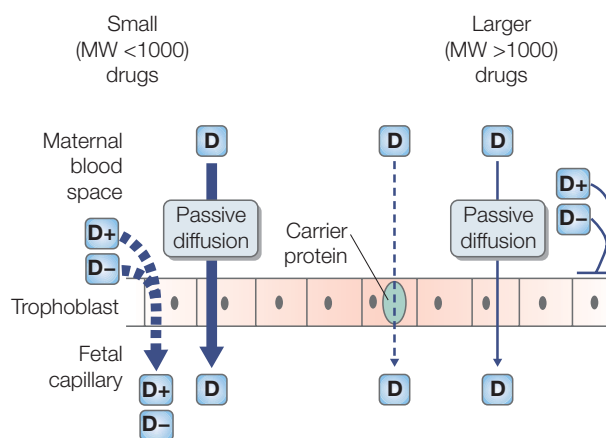 Small
(MW <1000)
drugs
Larger
(MW >1000)
drugs
Maternal
blood
space
D
D
D
D+
D–
Passive
diffusion
Carrier
protein
Passive
diffusion
D+
D–
Trophoblast
Fetal
capillary
D+
D–
D
D
D